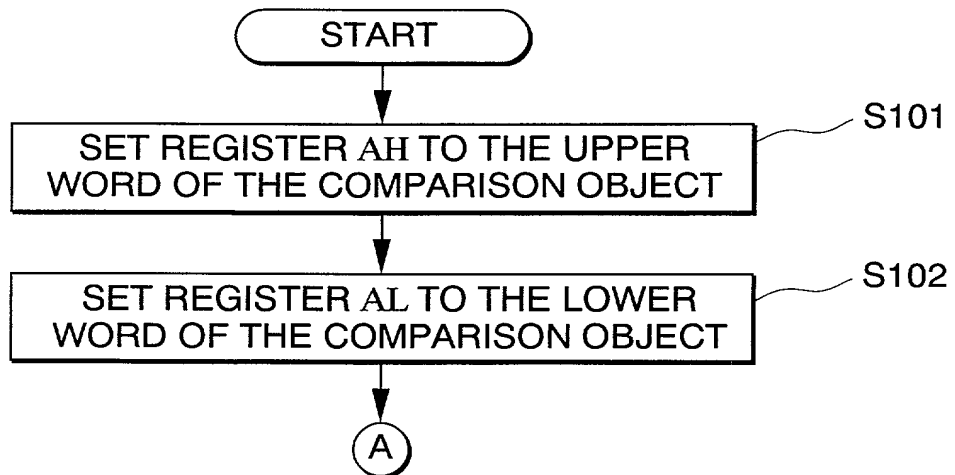 START
S101
SET REGISTER AH TO THE UPPER
WORD OF THE COMPARISON OBJECT
S102
SET REGISTER AL TO THE LOWER
WORD OF THE COMPARISON OBJECT
A